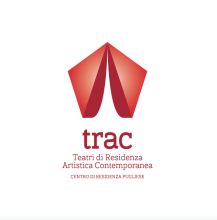 trac
Teatri di Residenza
Artistica Contemporanea
CENTRO DI RESIDENZA PUGLIESE